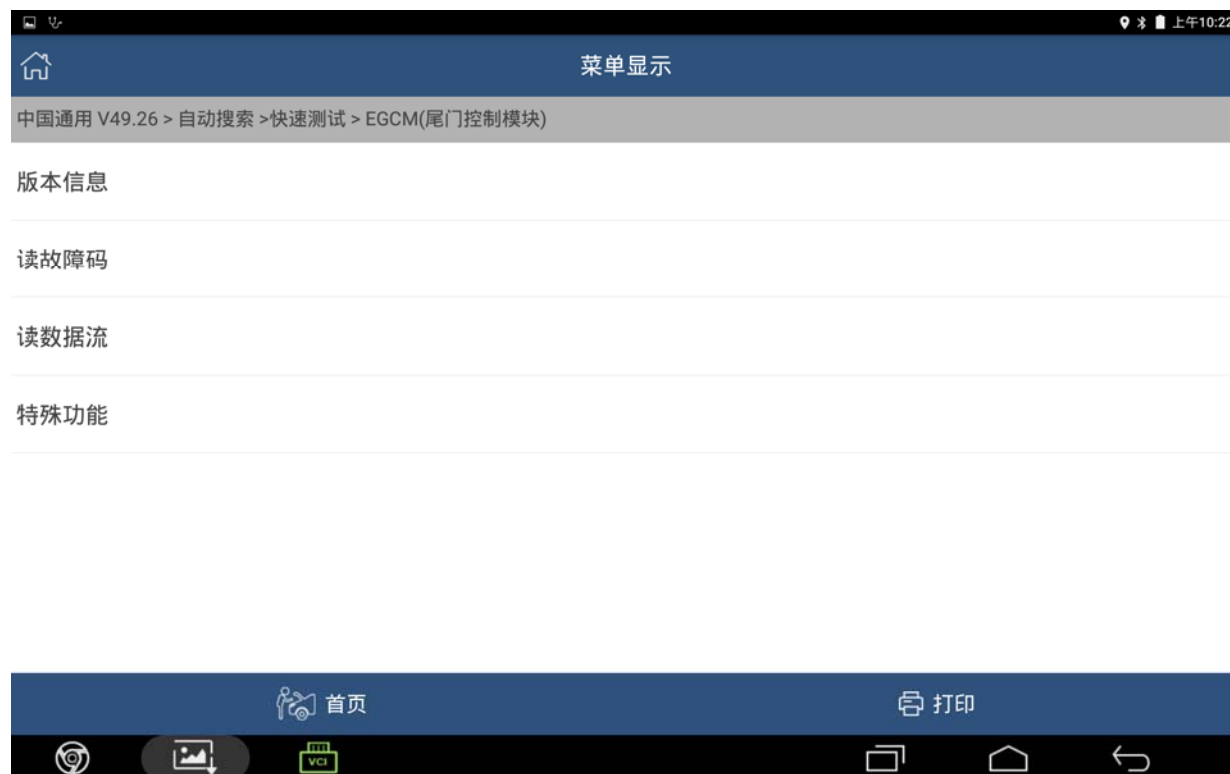 上午10:22
菜单显示
中国通用 V49.26 > 自动搜索 >快速测试 > EGCM(尾门控制模块)
版本信息
读故障码
读数据流
特殊功能
首页
打印
VCI